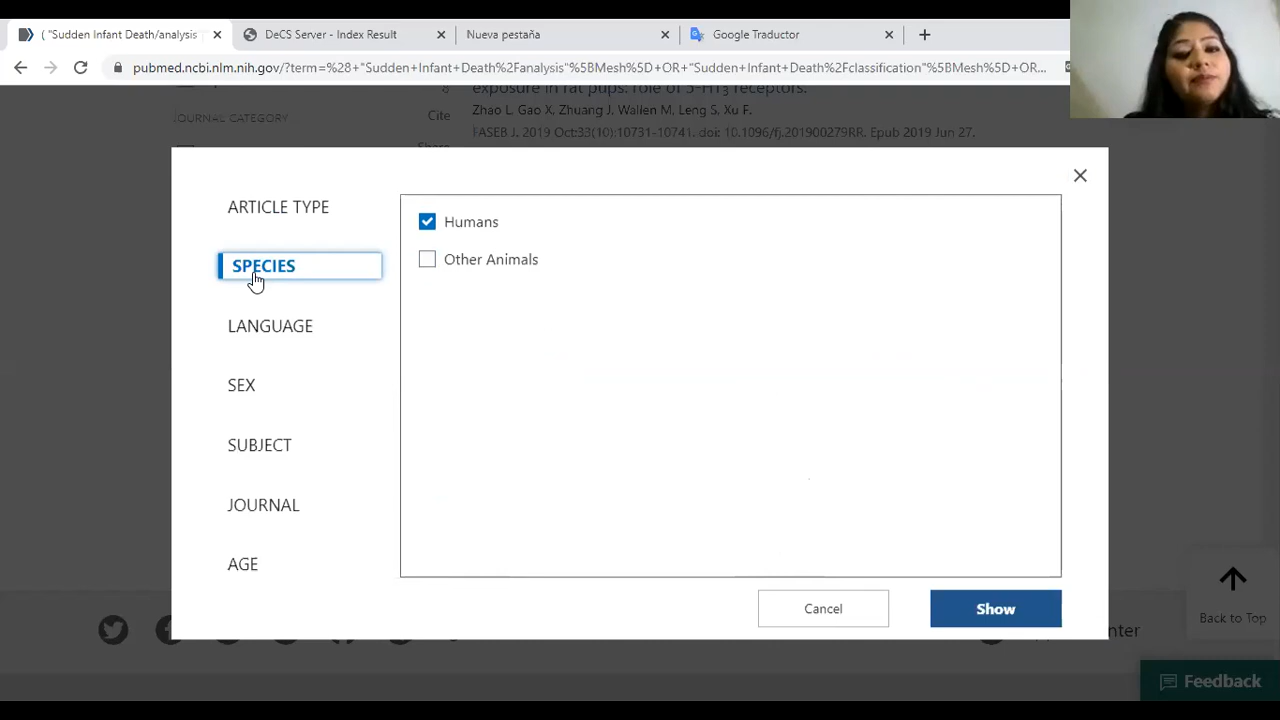 ( "Sudden Infant Death/analysis
DeCS Server - Index Result
Nueva pestaña
Google Traductor
pubmed.ncbi.nlm.nih.gov/?term=%28+"Sudden+Infant+Death%2Fanalysis"%5BMesh%5D+OR+"Sudden+Infant+Death%2Fclassification"%5BMesh%5D+OR...
exposure in rat pups: role of 5-HT3 receptors.
Zhao L, Gao X, Zhuang J, Wallen M, Leng S, Xu F.
JOURNAL CATEGORY
Cite
FASEB J. 2019 Oct;33(10):10731-10741. doi: 10.1096/fj.201900279RR. Epub 2019 Jun 27.
Share
ARTICLE TYPE
SPECIES
LANGUAGE
SEX
SUBJECT
JOURNAL
AGE
Humans
Other Animals
Cancel
Show
Back to Top
nter
Feedback